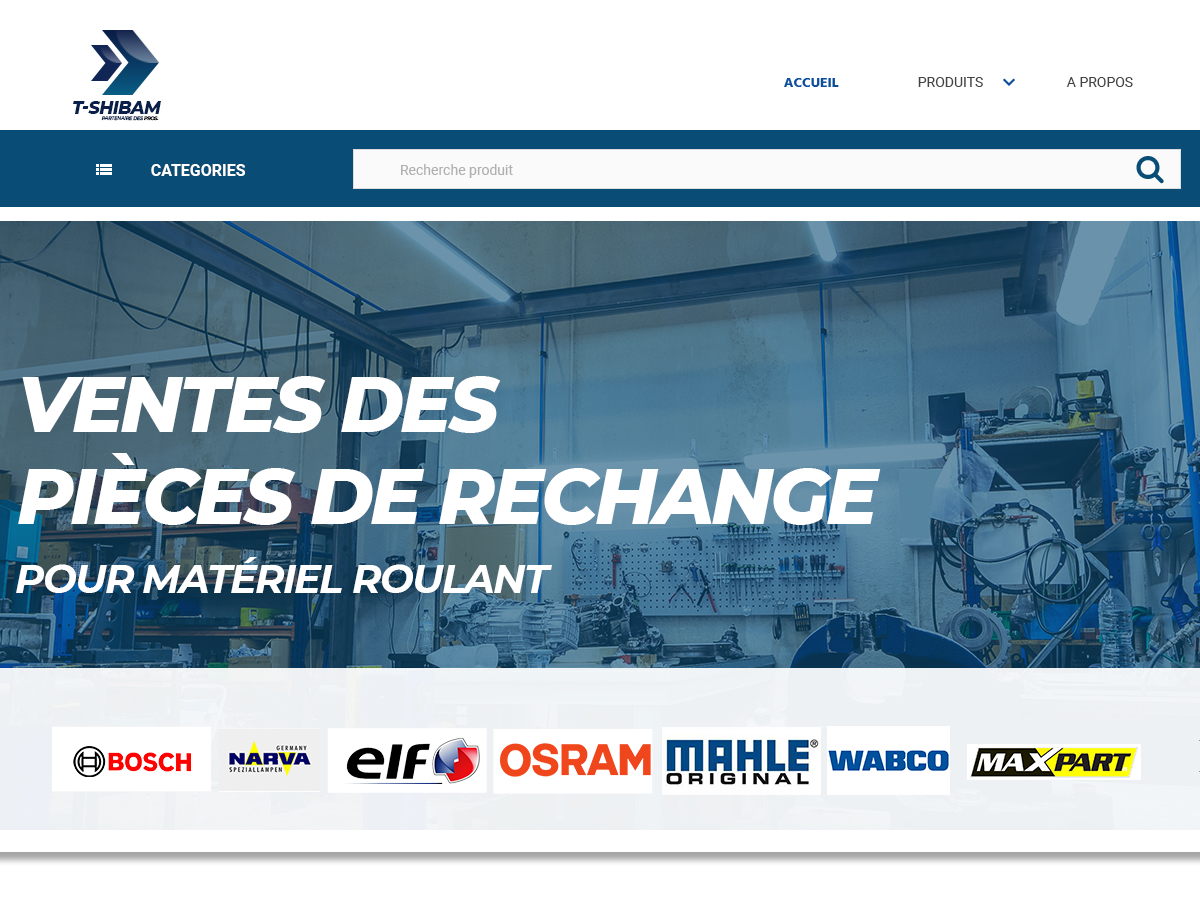 T-SHIBAM
PARTENAIRE DES PROS.
ACCUEIL
PRODUITS
A PROPOS
CATEGORIES
Recherche produit
VENTES DES
PIÈCES DE RECHANGE
POUR MATÉRIEL ROULANT
BOSCH
GERMANY
NARVA
SPEZIALLAMPEN
elf
OSRAM
MAHLE®
ORIGINAL
WABCO
MAXPART